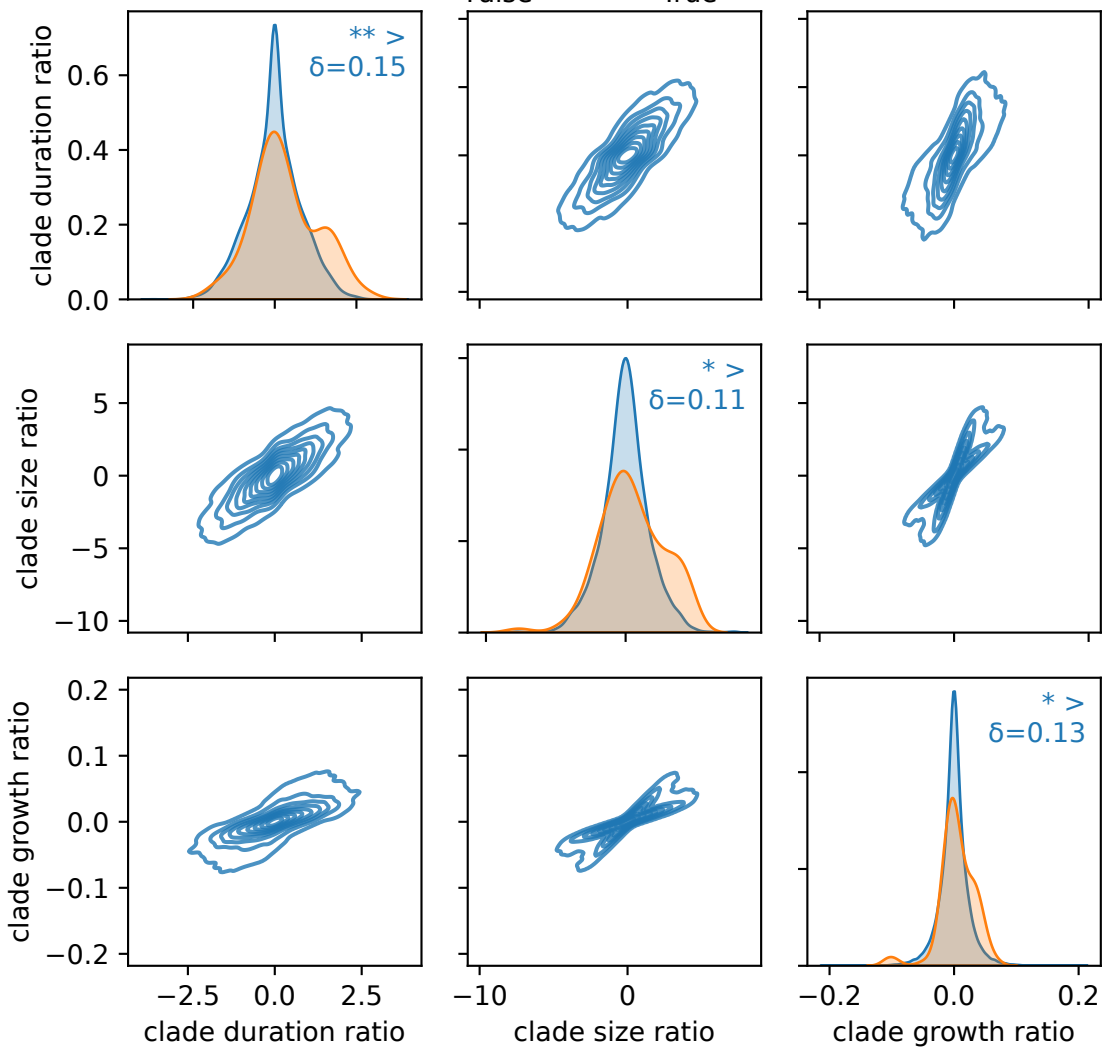 True
clade duration ratio
0.6
0.4
0.2
0.0
** >
δ=0.15
clade size ratio
5
0
−5
−10
* >
δ=0.11
clade growth ratio
0.2
0.1
0.0
−0.1
−0.2
* >
δ=0.13
−2.5
0.0
2.5
−10
0
−0.2
0.0
0.2
clade duration ratio
clade size ratio
clade growth ratio